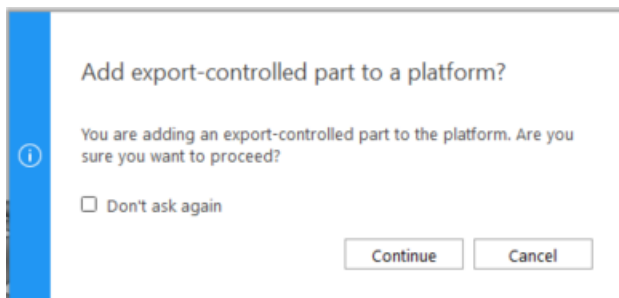 Add export-controlled part to a platform?
You are adding an export-controlled part to the platform. Are you
sure you want to proceed?
Don't ask again
Continue Cancel